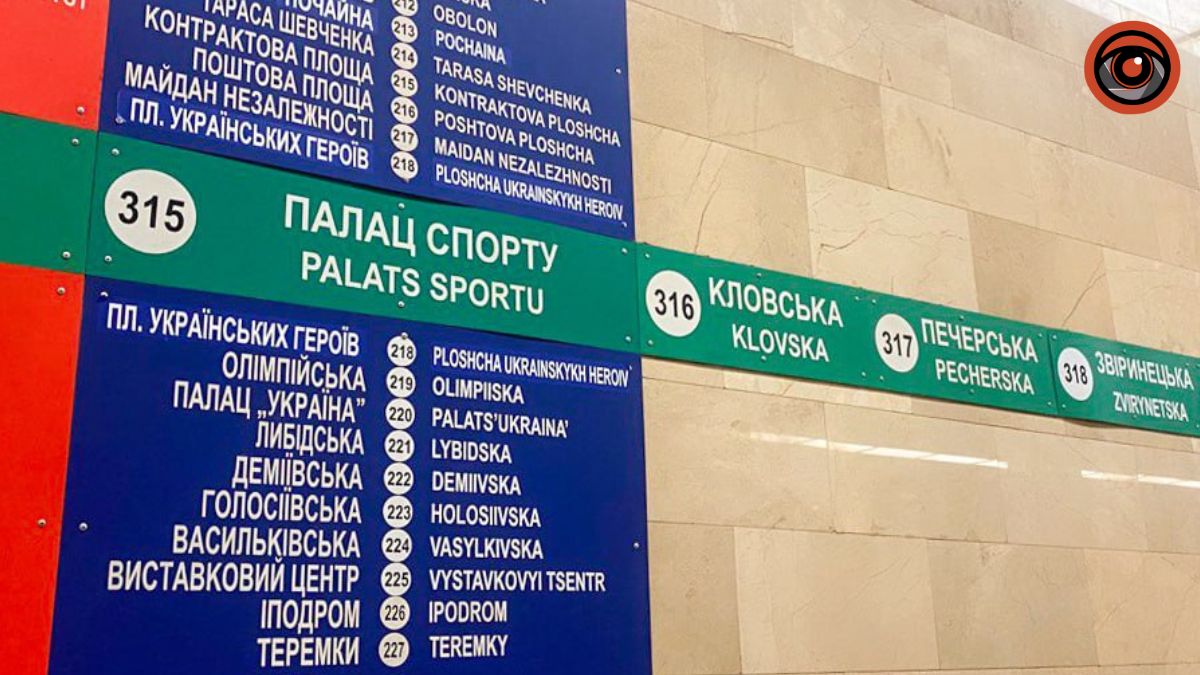 212
OBOLON
ПОЧАЙНА
213
POCHAINA
ТАРАСА ШЕВЧЕНКА
214
TARASA SHEVCHENKA
КОНТРАКТОВА ПЛОЩА
215
KONTRAKTOVA PLOSHCHA
ПОШТОВА ПЛОЩА
216
POSHTOVA PLOSHCHA
МАЙДАН НЕЗАЛЕЖНОСТІ
217
MAIDAN NEZALEZHNOSTI
ПЛ. УКРАЇНСЬКИХ ГЕРОЇВ
218
PLOSHCHA UKRAINSKYKH HEROIV
315
ПАЛАЦ СПОРТУ
PALATS SPORTU
316
КЛОВСЬКА
KLOVSKA
317
ПЕЧЕРСЬКА
PECHERSKA
318
ЗВІРИНЕЦЬКА
ZVIRYNETSKA
ПЛ. УКРАЇНСЬКИХ ГЕРОЇВ
218
PLOSHCHA UKRAINSKYKH HEROIV
ОЛІМПІЙСЬКА
219
OLIMPIISKA
ПАЛАЦ „УКРАЇНА”
220
PALATS'UKRAINA'
ЛИБІДСЬКА
221
LYBIDSKA
ДЕМІЇВСЬКА
222
DEMIIVSKA
ГОЛОСІЇВСЬКА
223
HOLOSIIVSKA
ВАСИЛЬКІВСЬКА
224
VASYLKIVSKA
ВИСТАВКОВИЙ ЦЕНТР
225
VYSTAVKOVYI TSENTR
ІПОДРОМ
226
IPODROM
ТЕРЕМКИ
227
TEREMKY